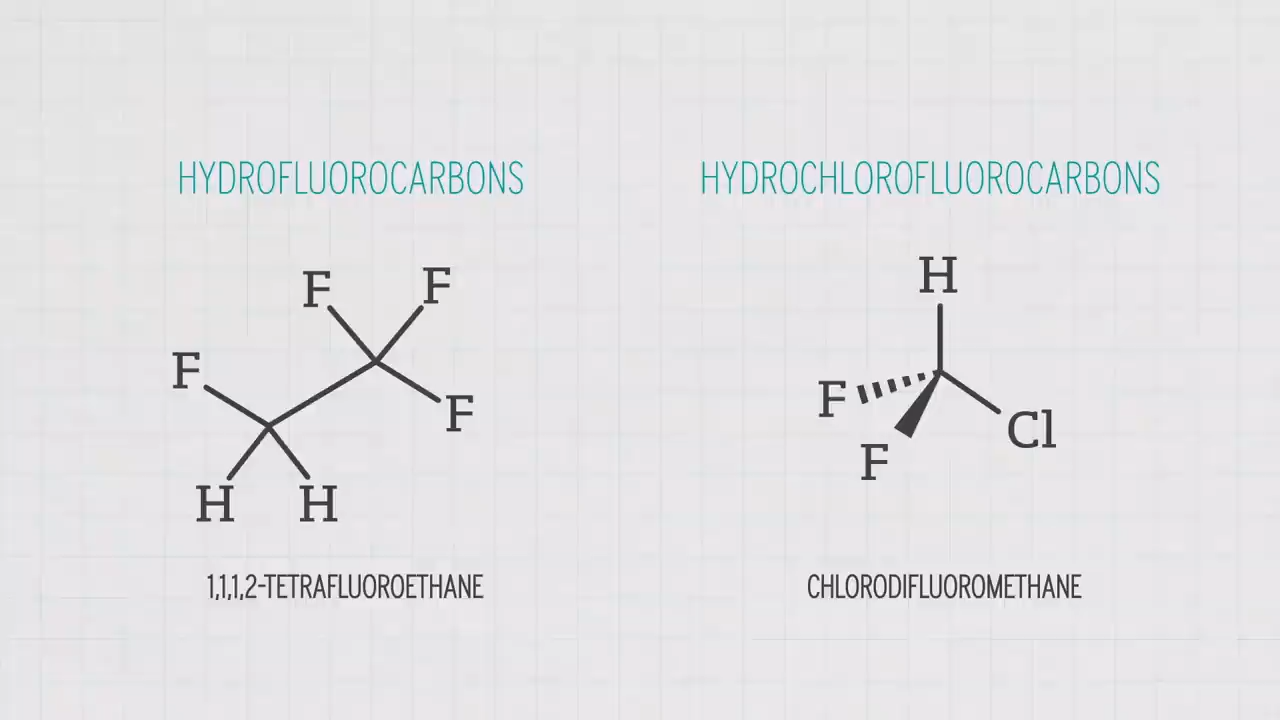 HYDROFLUOROCARBONS
F
F
F
F
H
H
1,1,1,2-TETRAFLUOROETHANE
HYDROCHLOROFLUOROCARBONS
H
F
F
Cl
CHLORODIFLUOROMETHANE